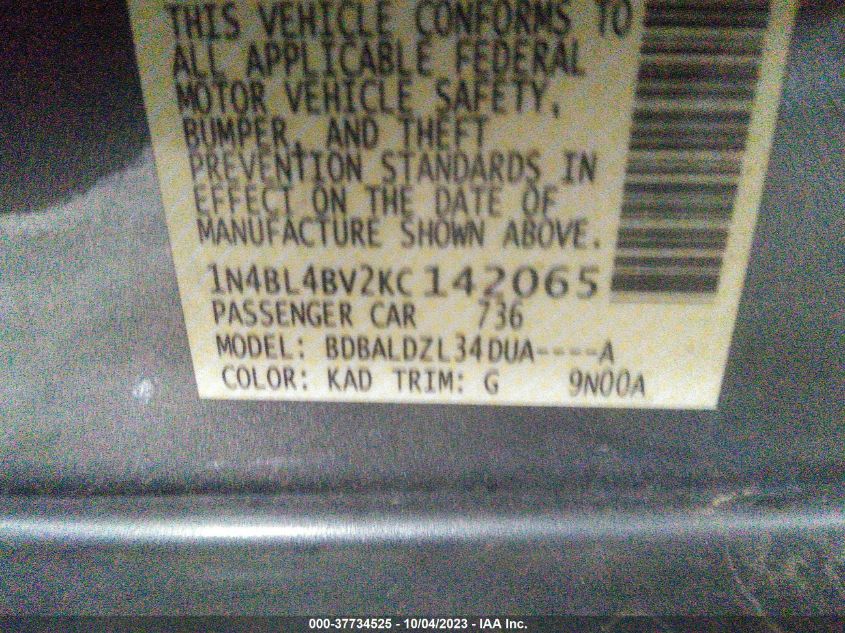 THIS VEHICLE CONFORMS TO
ALL APPLICABLE FEDERAL
MOTOR VEHICLE SAFETY,
BUMPER, AND THEFT
PREVENTION STANDARDS IN
EFFECT ON THE DATE OF
MANUFACTURE SHOWN ABOVE.
1N4BL4BV2KC142065
PASSENGER CAR 736
MODEL: BDBALDZL34DUA----A
COLOR: KAD TRIM: G 9N00A
000-37734525 - 10/04/2023 - IAA Inc.